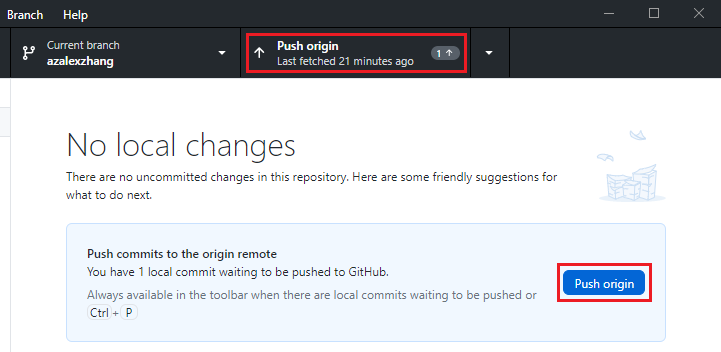 Branch Help
Current branch
azalexzhang
Push origin
Last fetched 21 minutes ago
1
No local changes
There are no uncommitted changes in this repository. Here are some friendly suggestions for
what to do next.
Push commits to the origin remote
You have 1 local commit waiting to be pushed to GitHub.
Always available in the toolbar when there are local commits waiting to be pushed or
Ctrl + P
Push origin